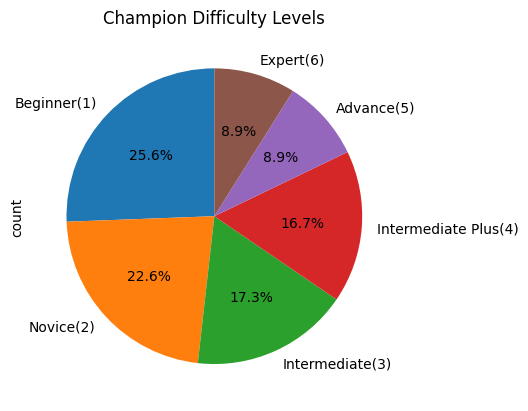 Champion Difficulty Levels
Expert(6)
Beginner(1)
Advance(5)
8.9%
25.6%
8.9%
count
16.7%
Intermediate Plus(4)
22.6%
17.3%
Novice(2)
Intermediate(3)